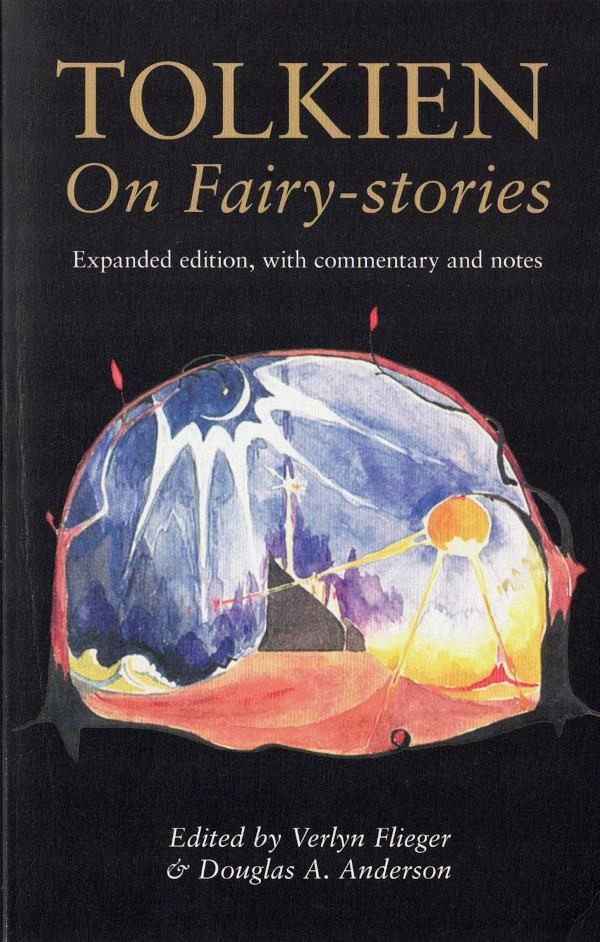 TOLKIEN
On Fairy-stories
Expanded edition, with commentary and notes
Edited by Verlyn Flieger
& Douglas A. Anderson